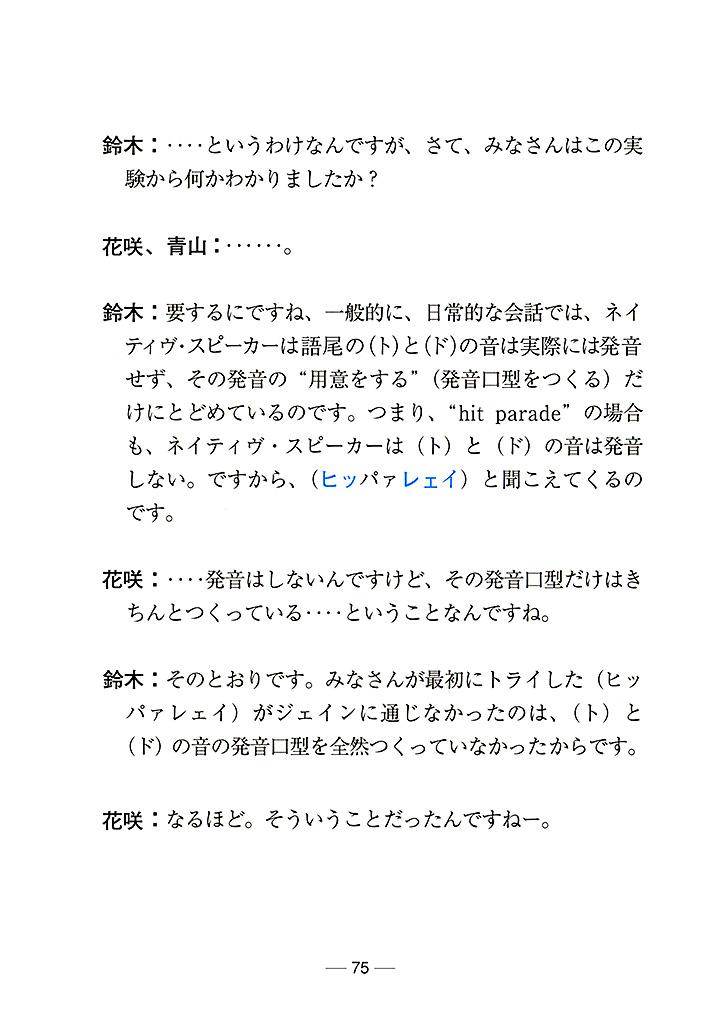 鈴木：‥‥というわけなんですが、さて、みなさんはこの実
験から何かわかりましたか？
花咲、青山：‥‥‥。
鈴木：要するにですね、一般的に、日常的な会話では、ネイ
ティヴ・スピーカーは語尾の（ト）と（ド）の音は実際には発音
せず、その発音の“用意をする”（発音口型をつくる）だ
けにとどめているのです。つまり、“hit parade”の場合
も、ネイティヴ・スピーカーは（ト）と（ド）の音は発音
しない。ですから、（ヒッパァレェイ）と聞こえてくるの
です。
花咲：‥‥発音はしないんですけど、その発音口型だけはき
ちんとつくっている‥‥ということなんですね。
鈴木：そのとおりです。みなさんが最初にトライした（ヒッ
パァレェイ）がジェインに通じなかったのは、（ト）と
（ド）の音の発音口型を全然つくっていなかったからです。
花咲：なるほど。そういうことだったんですねー。
— 75 —